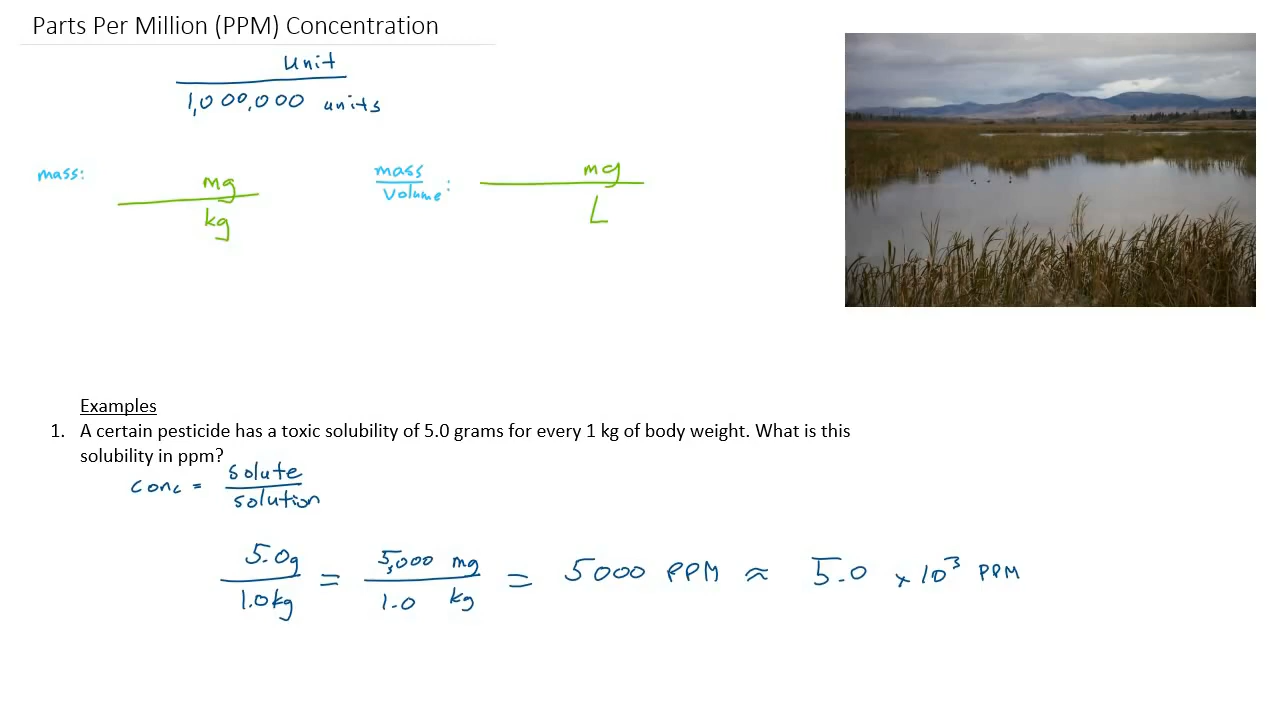 Parts Per Million (PPM) Concentration
unit
1,000,000 units
mass:
mg
kg
mass
volume:
mg
L
Examples
1. A certain pesticide has a toxic solubility of 5.0 grams for every 1 kg of body weight. What is this
solubility in ppm?
conc = solute
solution
5.0g = 5,000 mg = 5000 PPM ≈ 5.0 × 10³ PPM
1.0kg 1.0 kg